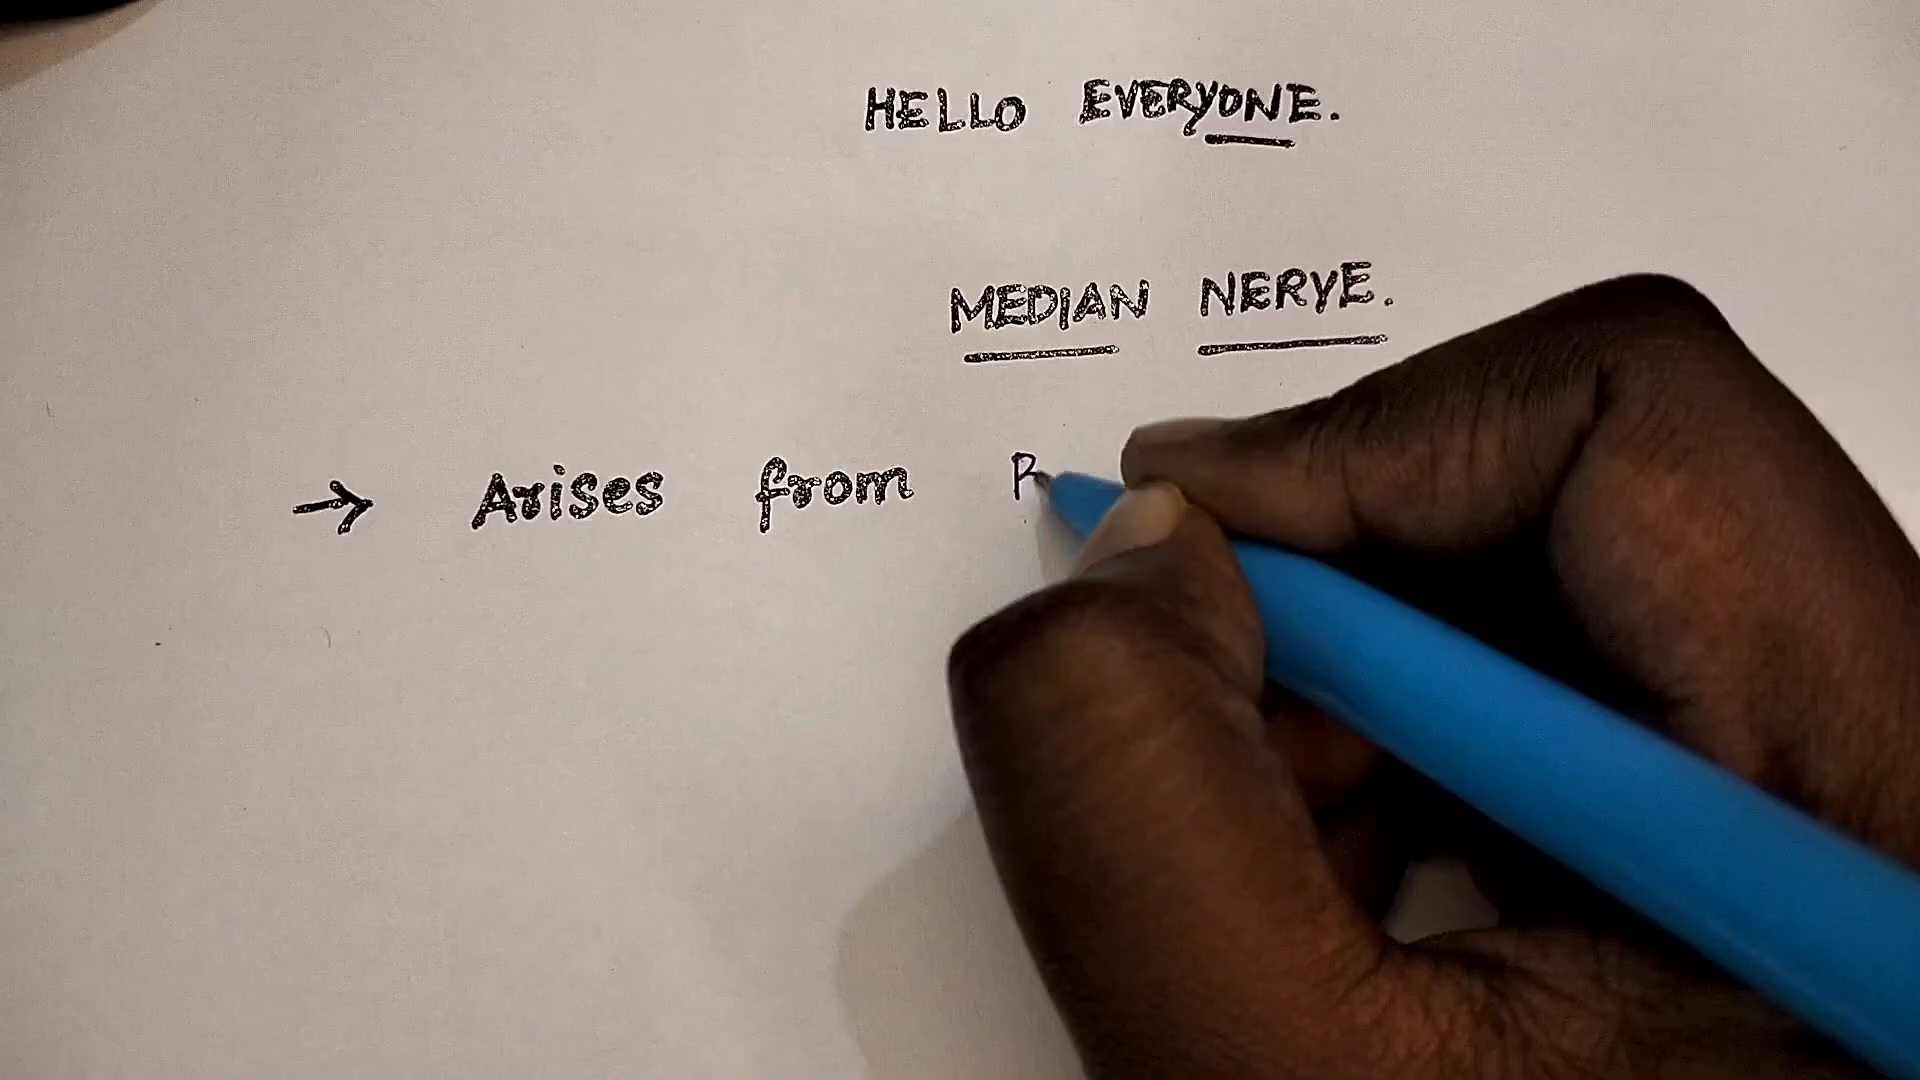 HELLO EVERYONE.
MEDIAN NERVE.
→ Arises from